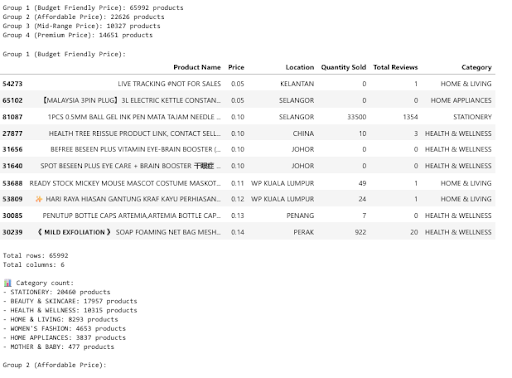 Group 1 (Budget Friendly Price): 65992 products
Group 2 (Affordable Price): 22626 products
Group 3 (Mid-Range Price): 10327 products
Group 4 (Premium Price): 14651 products
Group 1 (Budget Friendly Price):
Product Name Price Location Quantity Sold Total Reviews Category
54273 LIVE TRACKING #NOT FOR SALES 0.05 KELANTAN 0 1 HOME & LIVING
65102 【MALAYSIA 3PIN PLUG】3L ELECTRIC KETTLE CONSTAN... 0.05 SELANGOR 0 0 HOME APPLIANCES
81087 1PCS 0.5MM BALL GEL INK PEN MATA TAJAM NEEDLE ... 0.10 SELANGOR 33500 1354 STATIONERY
27877 HEALTH TREE REISSUE PRODUCT LINK, CONTACT SELL... 0.10 CHINA 10 3 HEALTH & WELLNESS
31656 BEFREE BESEEN PLUS VITAMIN EYE-BRAIN BOOSTER (... 0.10 JOHOR 0 0 HEALTH & WELLNESS
31640 SPOT BESEEN PLUS EYE CARE + BRAIN BOOSTER 干眼症 ... 0.10 JOHOR 0 0 HEALTH & WELLNESS
53688 READY STOCK MICKEY MOUSE MASCOT COSTUME MASKOT... 0.11 WP KUALA LUMPUR 49 1 HOME & LIVING
53809 ✨ HARI RAYA HIASAN GANTUNG KRAF KAYU PERHIASAN... 0.12 WP KUALA LUMPUR 24 1 HOME & LIVING
30085 PENUTUP BOTTLE CAPS ARTEMIA,ARTEMIA BOTTLE CAP... 0.13 PENANG 7 0 HEALTH & WELLNESS
30239 《 MILD EXFOLIATION 》 SOAP FOAMING NET BAG MESH... 0.14 PERAK 922 20 HEALTH & WELLNESS
Total rows: 65992
Total columns: 6
📊 Category count:
- STATIONERY: 20460 products
- BEAUTY & SKINCARE: 17957 products
- HEALTH & WELLNESS: 10315 products
- HOME & LIVING: 8293 products
- WOMEN'S FASHION: 4653 products
- HOME APPLIANCES: 3837 products
- MOTHER & BABY: 477 products
Group 2 (Affordable Price):